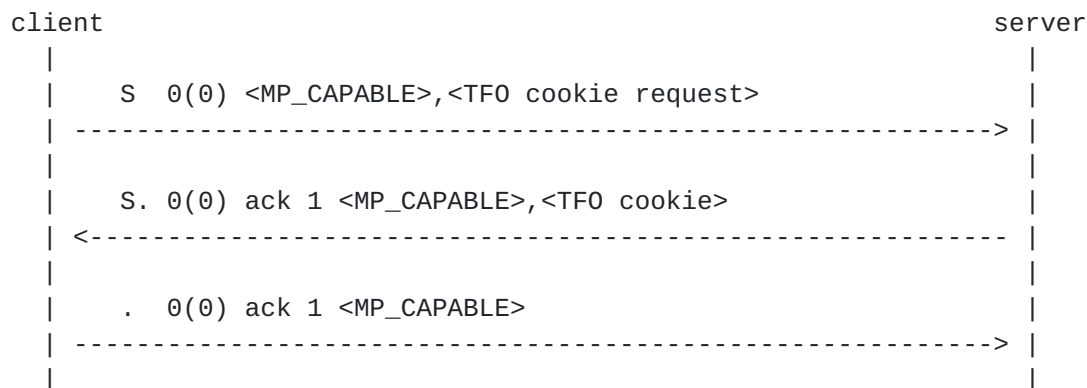 client server
S 0(0) <MP_CAPABLE>,<TFO cookie request>
S. 0(0) ack 1 <MP_CAPABLE>,<TFO cookie>
. 0(0) ack 1 <MP_CAPABLE>